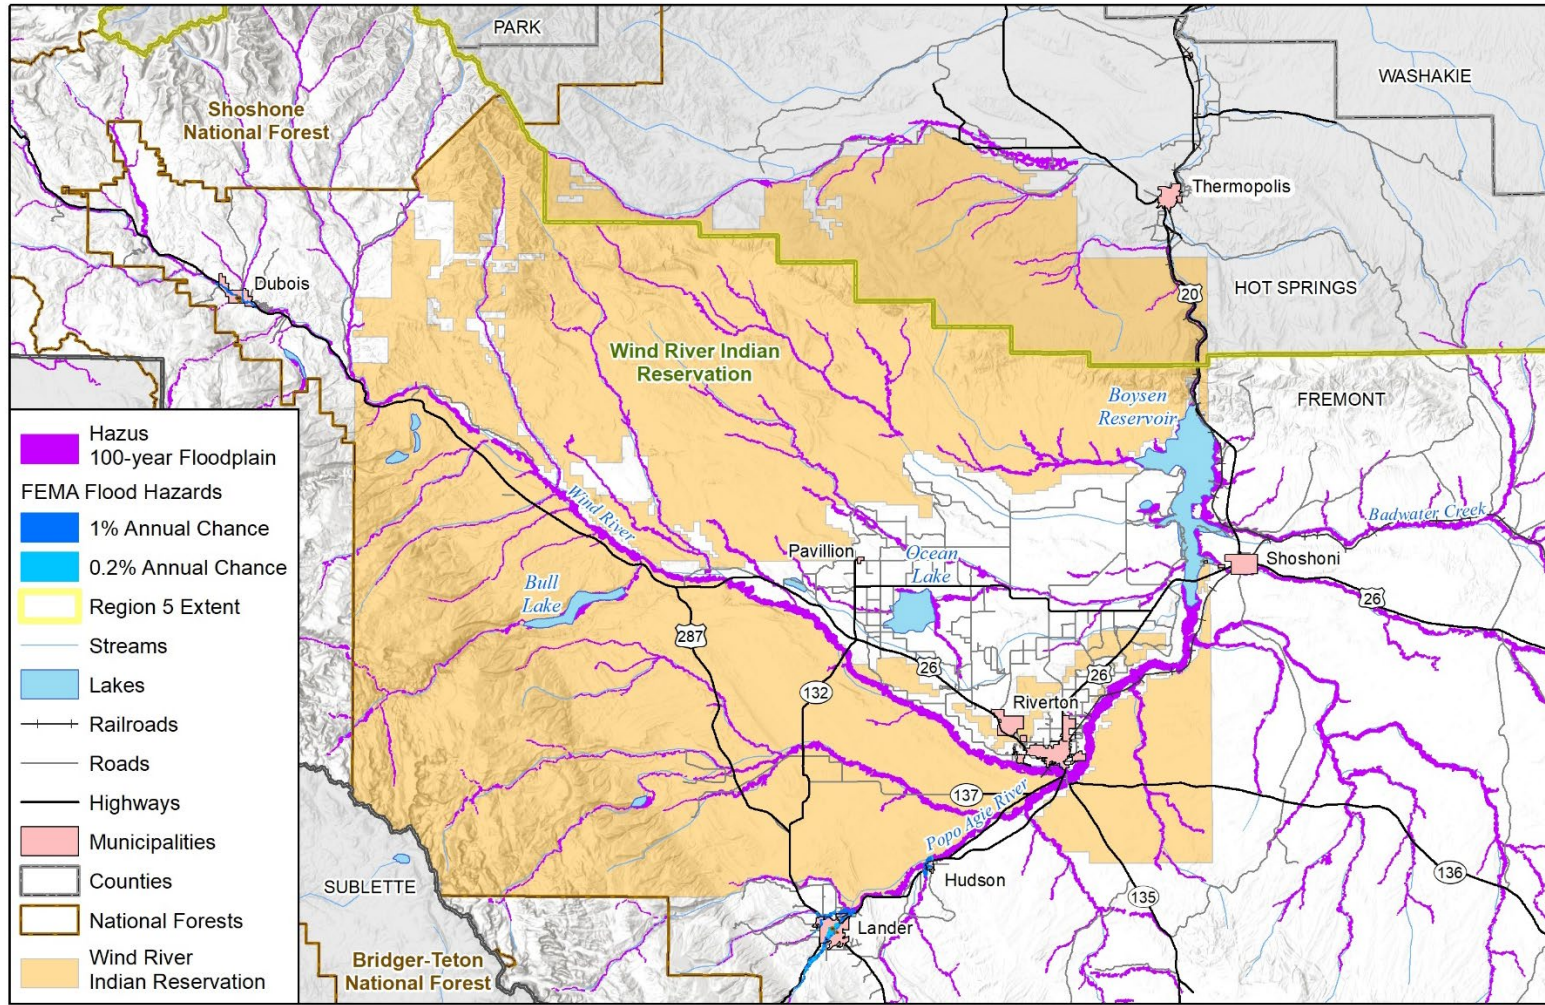 PARK
WASHAKIE
Shoshone
National Forest
Thermopolis
Dubois
20
HOT SPRINGS
Wind River Indian
Reservation
Boysen
Reservoir
FREMONT
Hazus
100-year Floodplain
FEMA Flood Hazards
1% Annual Chance
0.2% Annual Chance
Region 5 Extent
Streams
Lakes
Railroads
Roads
Highways
Municipalities
Counties
National Forests
Wind River
Indian Reservation
Wind River
Badwater Creek
Pavillion
Ocean
Lake
Shoshoni
Bull
Lake
26
287
26
26
132
Riverton
137
Popo Agie River
Hudson
136
135
SUBLETTE
Lander
Bridger-Teton
National Forest